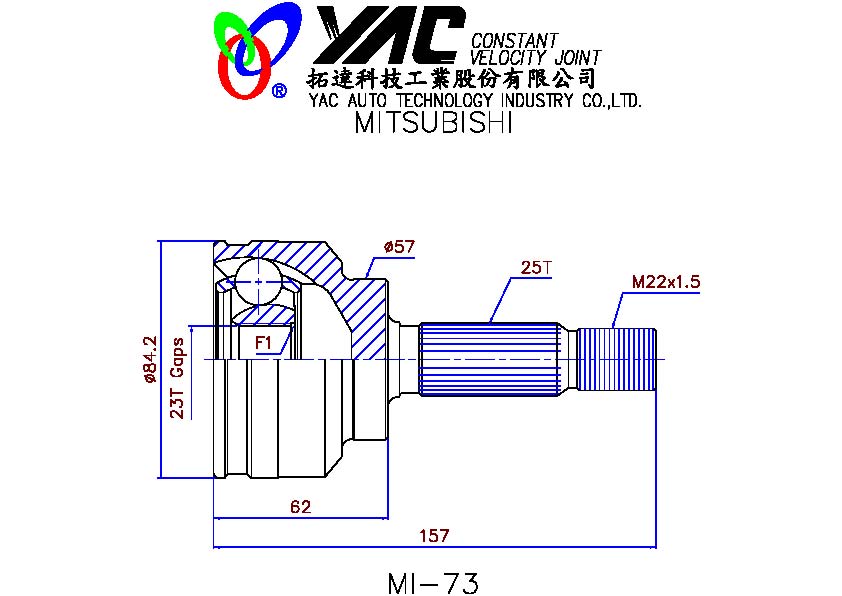 YAC CONSTANT
VELOCITY JOINT
®
拓達科技工業股份有限公司
YAC AUTO TECHNOLOGY INDUSTRY CO.,LTD.
MITSUBISHI
ø57
25T
M22x1.5
F1
ø84.2
23T Gaps
62
157
MI-73